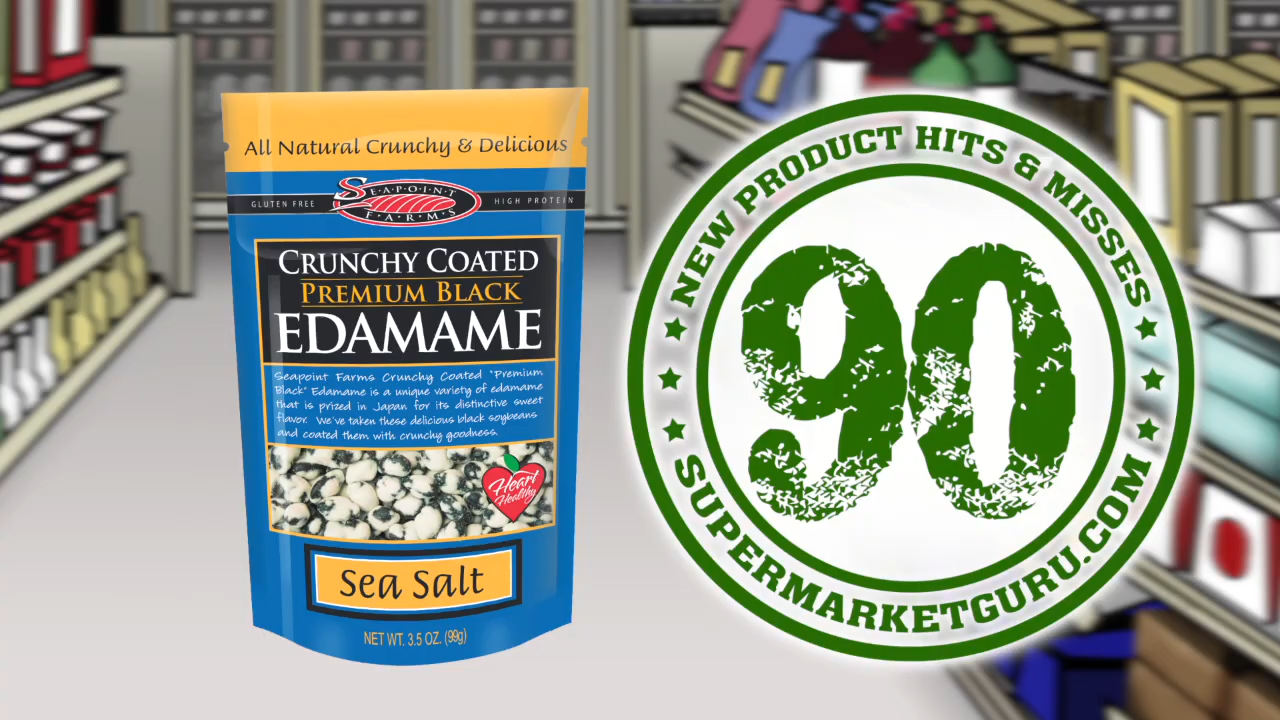 All Natural Crunchy & Delicious
GLUTEN FREE
SEAPOINT
FARMS
HIGH PROTEIN
CRUNCHY COATED
PREMIUM BLACK
EDAMAME
Seapoint Farms Crunchy Coated "Premium
Black" Edamame is a unique variety of edamame
that is prized in Japan for its distinctive sweet
flavor. We've taken these delicious black soybeans
and coated them with crunchy goodness.
Heart
Healthy
Sea Salt
NET WT. 3.5 OZ. (99g)
NEW PRODUCT HITS & MISSES
90
SUPERMARKETGURU.COM